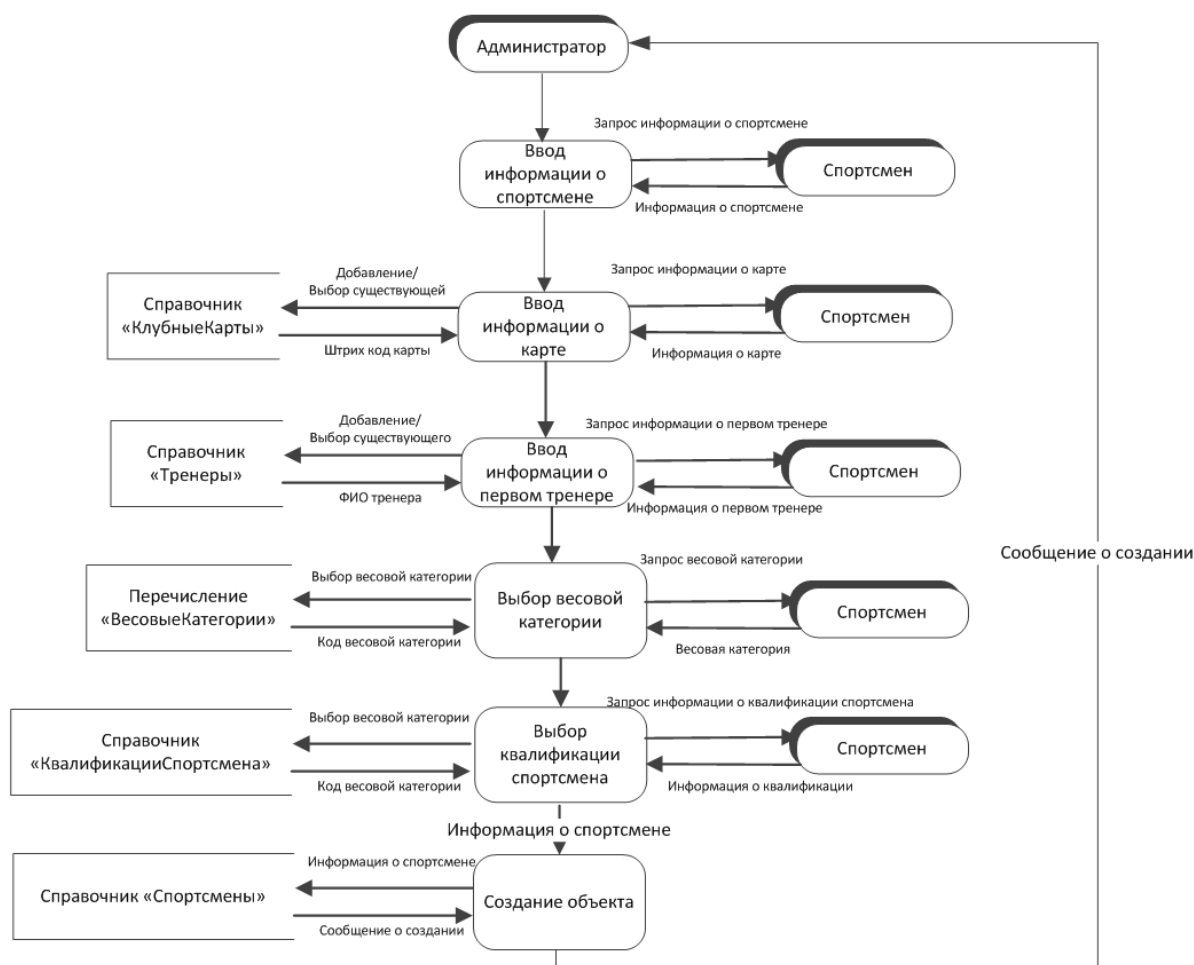 Администратор
Запрос информации о спортсмене
Ввод
информации о
спортсмене
Спортсмен
Информация о спортсмене
Добавление/
Выбор существующей
Запрос информации о карте
Справочник
«КлубныеКарты»
Ввод
информации о
карте
Спортсмен
Штрих код карты
Информация о карте
Добавление/
Выбор существующего
Запрос информации о первом тренере
Справочник
«Тренеры»
Ввод
информации о
первом тренере
Спортсмен
ФИО тренера
Информация о первом тренере
Сообщение о создании
Выбор весовой категории
Запрос весовой категории
Перечисление
«ВесовыеКатегории»
Выбор весовой
категории
Спортсмен
Код весовой категории
Весовая категория
Выбор весовой категории
Запрос информации о квалификации спортсмена
Справочник
«КвалификацииСпортсмена»
Выбор
квалификации
спортсмена
Спортсмен
Код весовой категории
Информация о квалификации
Информация о спортсмене
Информация о спортсмене
Справочник «Спортсмены»
Создание объекта
Сообщение о создании